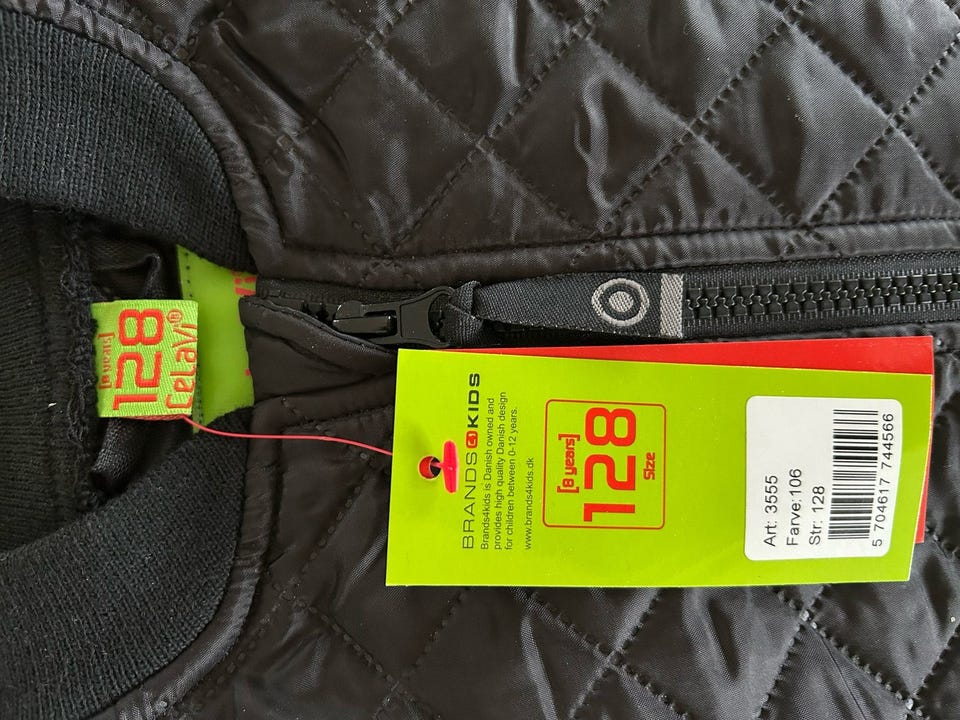 [8 years]
128
CeLaVi®
BRANDS4KIDS
Brands4kids is Danish owned and
provides high quality Danish design
for children between 0-12 years.
www.brands4kids.dk
[8 years]
128
Size
Art: 3555
Farve:106
Str: 128
5 704617 744566